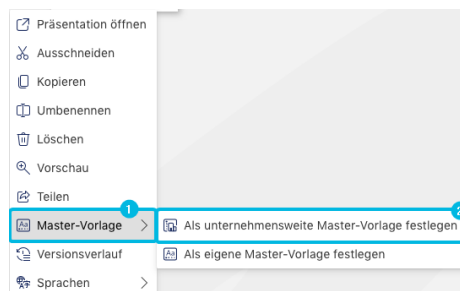 Präsentation öffnen
Ausschneiden
Kopieren
Umbenennen
Löschen
Vorschau
Teilen
1
2
Master-Vorlage
Als unternehmensweite Master-Vorlage festlegen
Versionsverlauf
Als eigene Master-Vorlage festlegen
Sprachen